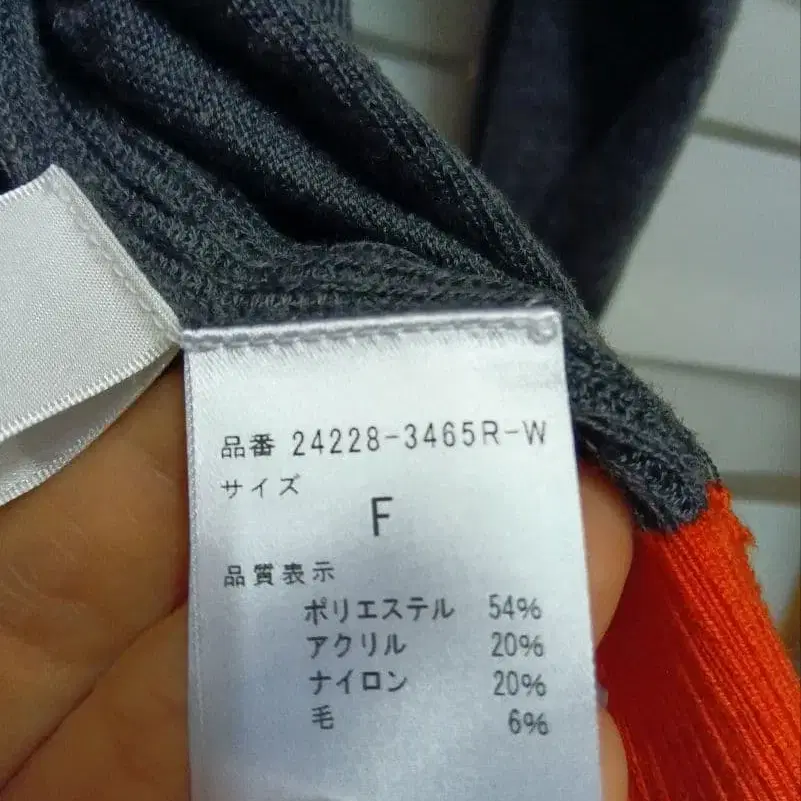 品番 24228-3465R-W
サイズ
F
品質表示
ポリエステル 54%
アクリル 20%
ナイロン 20%
毛 6%